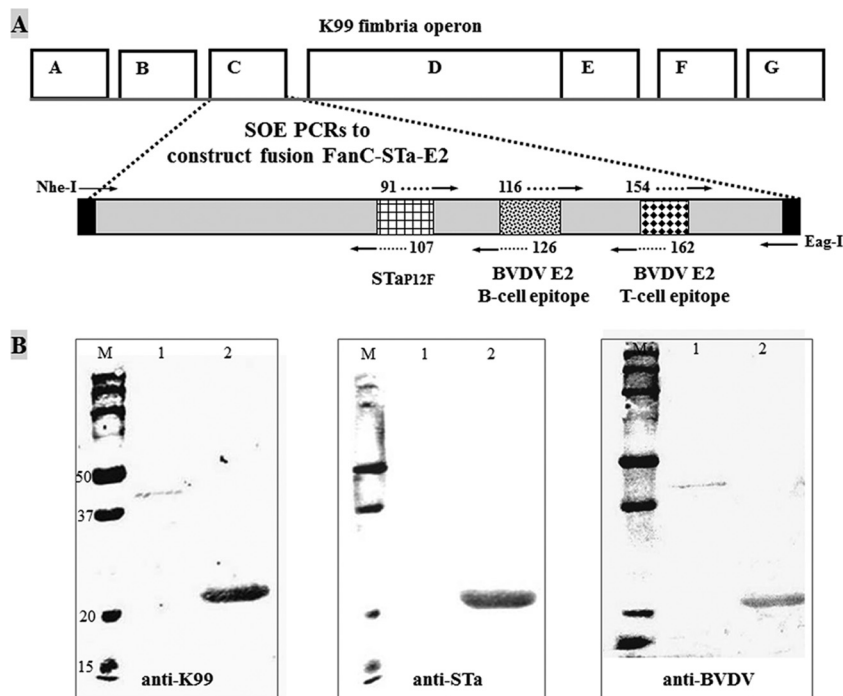 A
K99 fimbria operon
A B C D E F G
SOE PCRs to
construct fusion FanC-STa-E2
Nhe-I 91 116 154
107 126 162 Eag-I
STaP12F
BVDV E2
B-cell epitope
BVDV E2
T-cell epitope
B
M 1 2
50
37
20
15
anti-K99
M 1 2
anti-STa
M 1 2
anti-BVDV